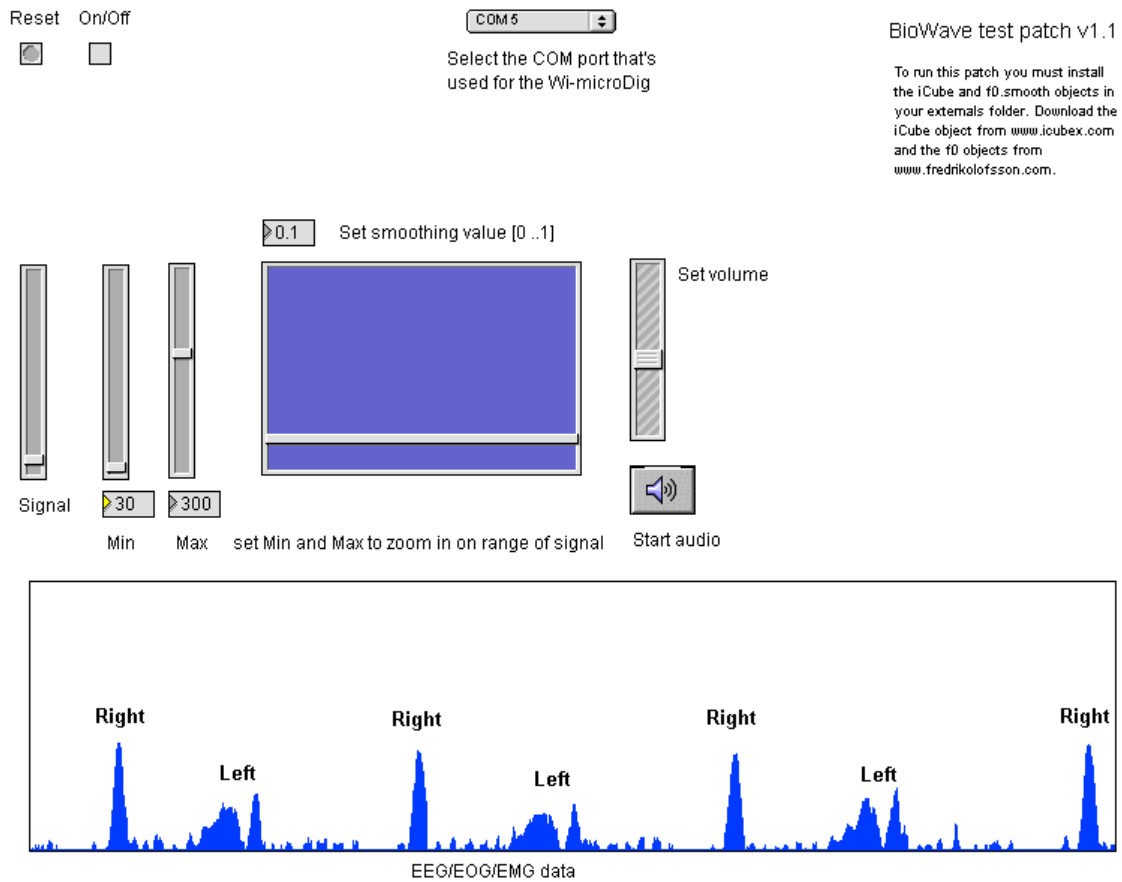 Reset On/Off
COM 5
Select the COM port that's
used for the Wi-microDig
BioWave test patch v1.1
To run this patch you must install
the iCube and f0.smooth objects in
your externals folder. Download the
iCube object from www.icubex.com
and the f0 objects from
www.fredrikolofsson.com.
0.1 Set smoothing value [0 ..1]
Set volume
Signal
30
300
Min
Max
set Min and Max to zoom in on range of signal
Start audio
Right
Left
Right
Left
Right
Left
Right
EEG/EOG/EMG data